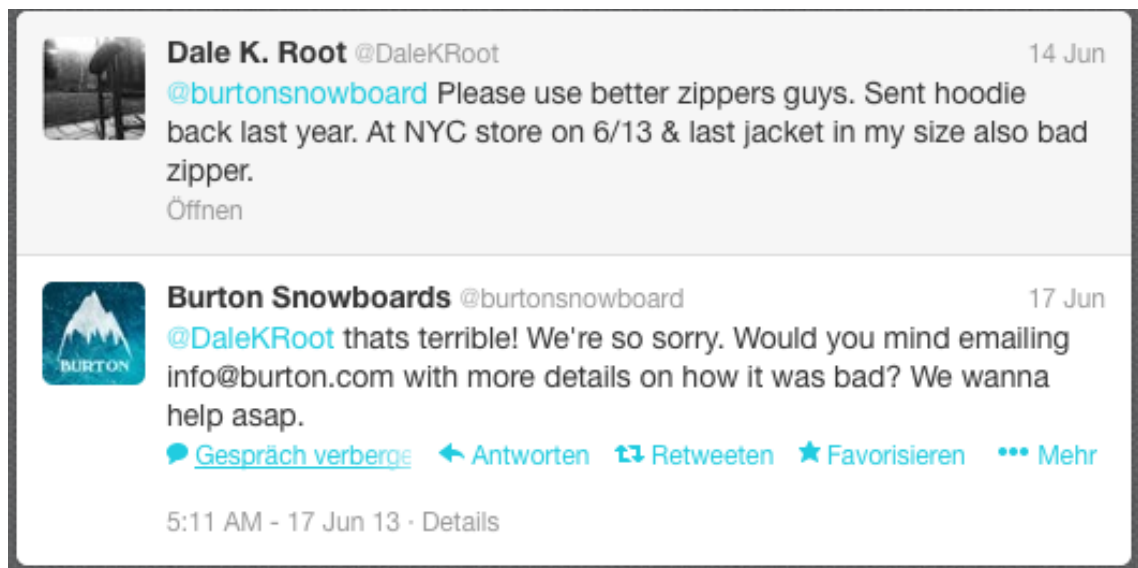 Dale K. Root @DaleKRoot 14 Jun
@burtonsnowboard Please use better zippers guys. Sent hoodie
back last year. At NYC store on 6/13 & last jacket in my size also bad
zipper.
Öffnen
Burton Snowboards @burtonsnowboard 17 Jun
@DaleKRoot thats terrible! We're so sorry. Would you mind emailing
info@burton.com with more details on how it was bad? We wanna
help asap.
BURTON
Gespräch verberge Antworten Retweeten Favorisieren Mehr
5:11 AM - 17 Jun 13 · Details